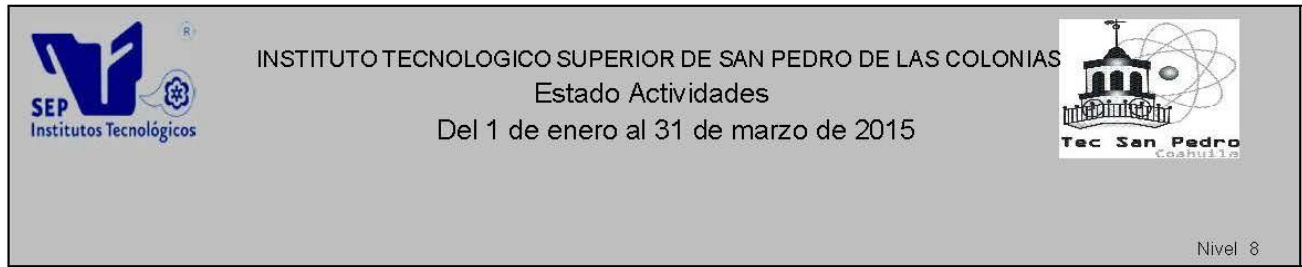 ®
SEP
Institutos Tecnológicos
INSTITUTO TECNOLOGICO SUPERIOR DE SAN PEDRO DE LAS COLONIAS
Estado Actividades
Del 1 de enero al 31 de marzo de 2015
Tec San Pedro
Coahuila
Nivel 8